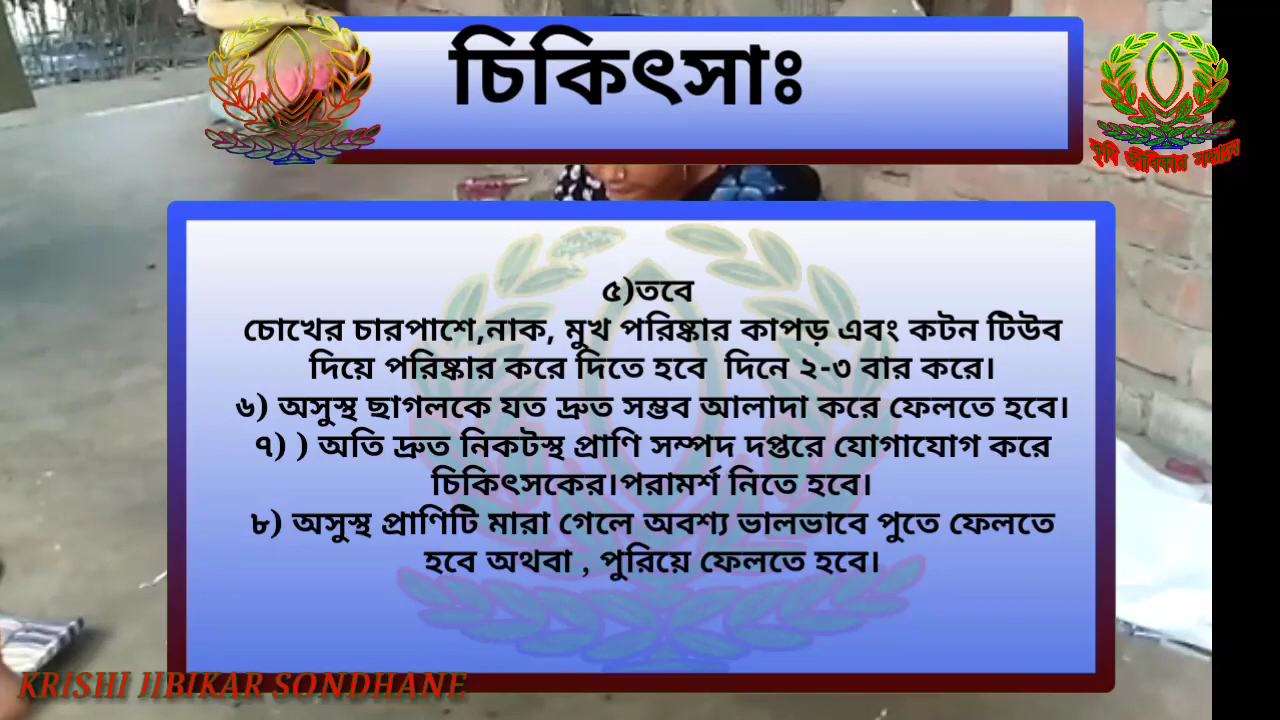 চিকিৎসাঃ
কৃষি জীবিকার সন্ধানে
৫)তবে
চোখের চারপাশে,নাক, মুখ পরিষ্কার কাপড় এবং কটন টিউব
দিয়ে পরিষ্কার করে দিতে হবে দিনে ২-৩ বার করে।
৬) অসুস্থ ছাগলকে যত দ্রুত সম্ভব আলাদা করে ফেলতে হবে।
৭) ) অতি দ্রুত নিকটস্থ প্রাণি সম্পদ দপ্তরে যোগাযোগ করে
চিকিৎসকের।পরামর্শ নিতে হবে।
৮) অসুস্থ প্রাণিটি মারা গেলে অবশ্য ভালভাবে পুতে ফেলতে
হবে অথবা , পুরিয়ে ফেলতে হবে।
KRISHI JIBIKAR SONDHANE